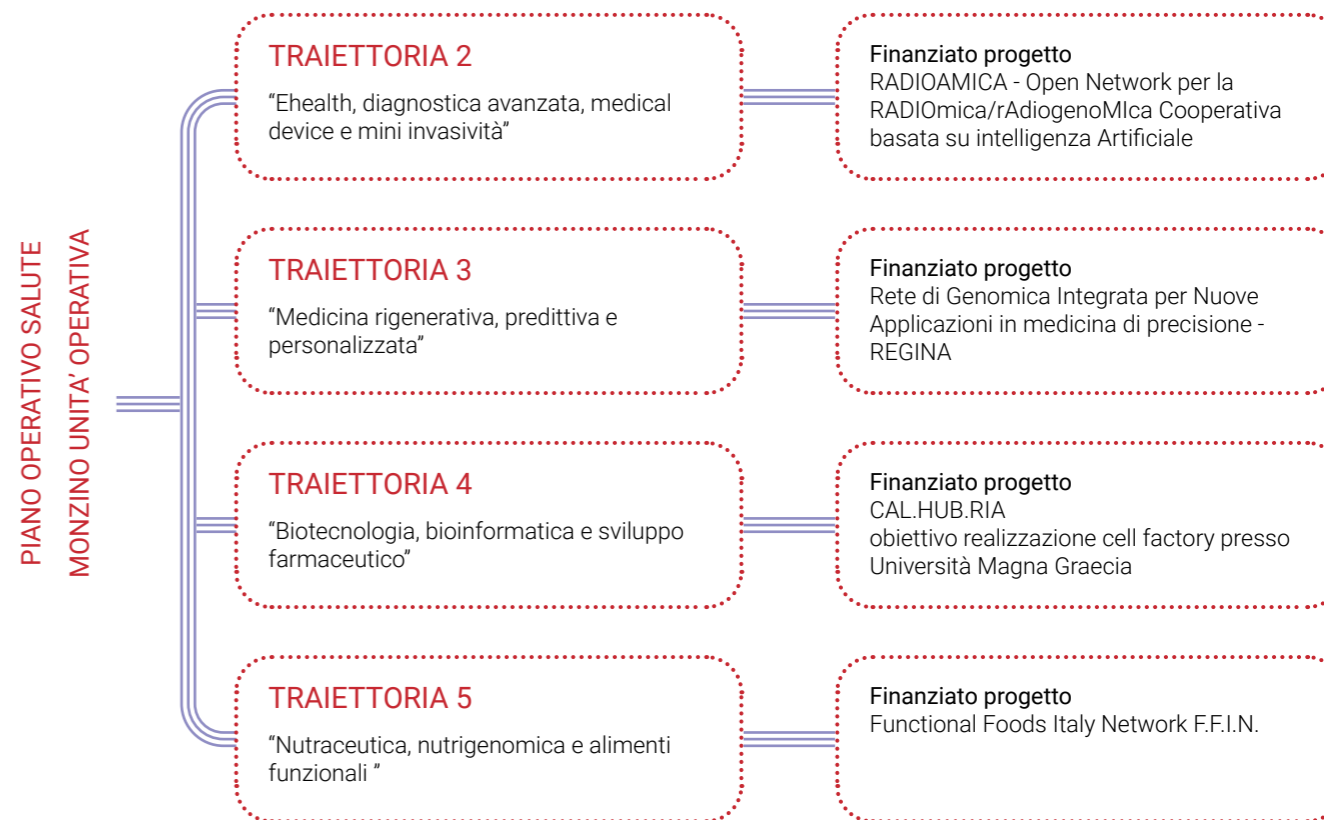 PIANO OPERATIVO SALUTE
MONZINO UNITA' OPERATIVA
TRAIETTORIA 2
“Ehealth, diagnostica avanzata, medical
device e mini invasività”
Finanziato progetto
RADIOAMICA - Open Network per la
RADIOmica/rAdiogenoMIca Cooperativa
basata su intelligenza Artificiale
TRAIETTORIA 3
“Medicina rigenerativa, predittiva e
personalizzata”
Finanziato progetto
Rete di Genomica Integrata per Nuove
Applicazioni in medicina di precisione -
REGINA
TRAIETTORIA 4
“Biotecnologia, bioinformatica e sviluppo
farmaceutico”
Finanziato progetto
CAL.HUB.RIA
obiettivo realizzazione cell factory presso
Università Magna Graecia
TRAIETTORIA 5
“Nutraceutica, nutrigenomica e alimenti
funzionali ”
Finanziato progetto
Functional Foods Italy Network F.F.I.N.